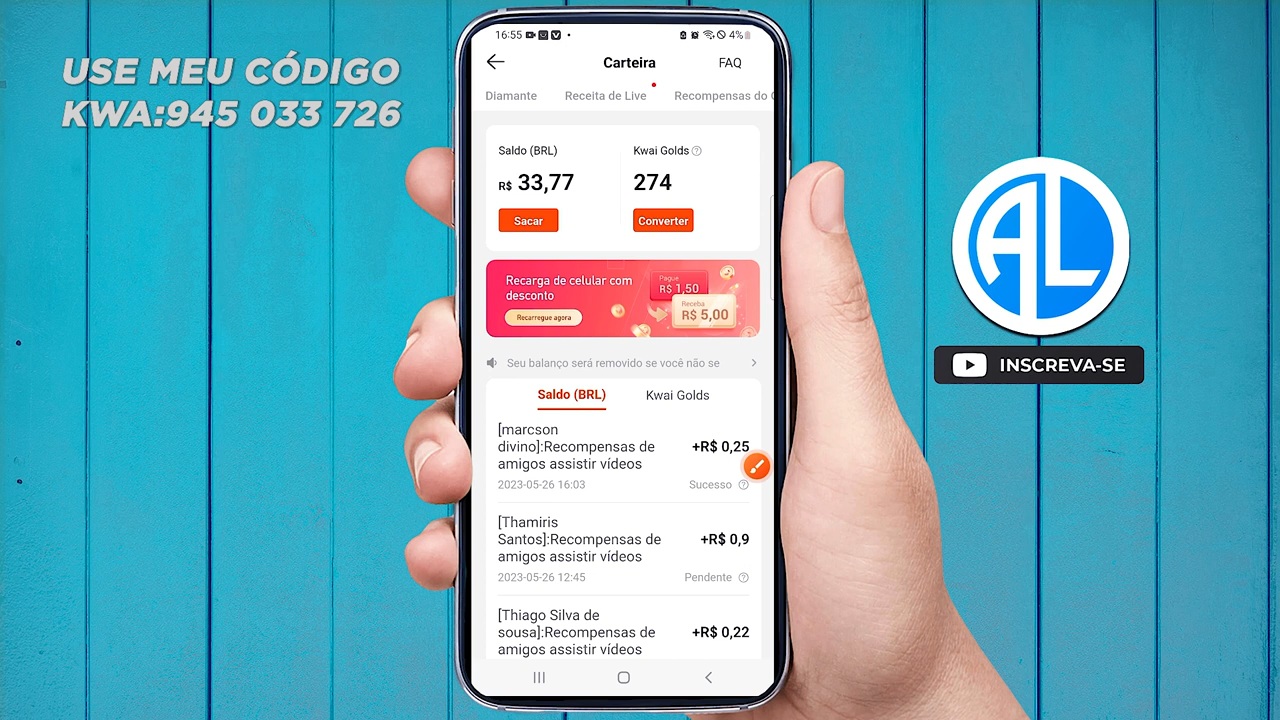 USE MEU CÓDIGO
KWA:945 033 726
16:55
4%
Carteira
FAQ
Diamante
Receita de Live
Recompensas do
Saldo (BRL)
Kwai Golds
R$ 33,77
274
Sacar
Converter
Recarga de celular com
desconto
Recarregue agora
Pague
R$ 1,50
Receba
R$ 5,00
Seu balanço será removido se você não se
Saldo (BRL)
Kwai Golds
[marcson
divino]:Recompensas de
amigos assistir vídeos
+R$ 0,25
2023-05-26 16:03
Sucesso
[Thamiris
Santos]:Recompensas de
amigos assistir vídeos
+R$ 0,9
2023-05-26 12:45
Pendente
[Thiago Silva de
sousa]:Recompensas de
amigos assistir vídeos
+R$ 0,22
AL
INSCREVA-SE